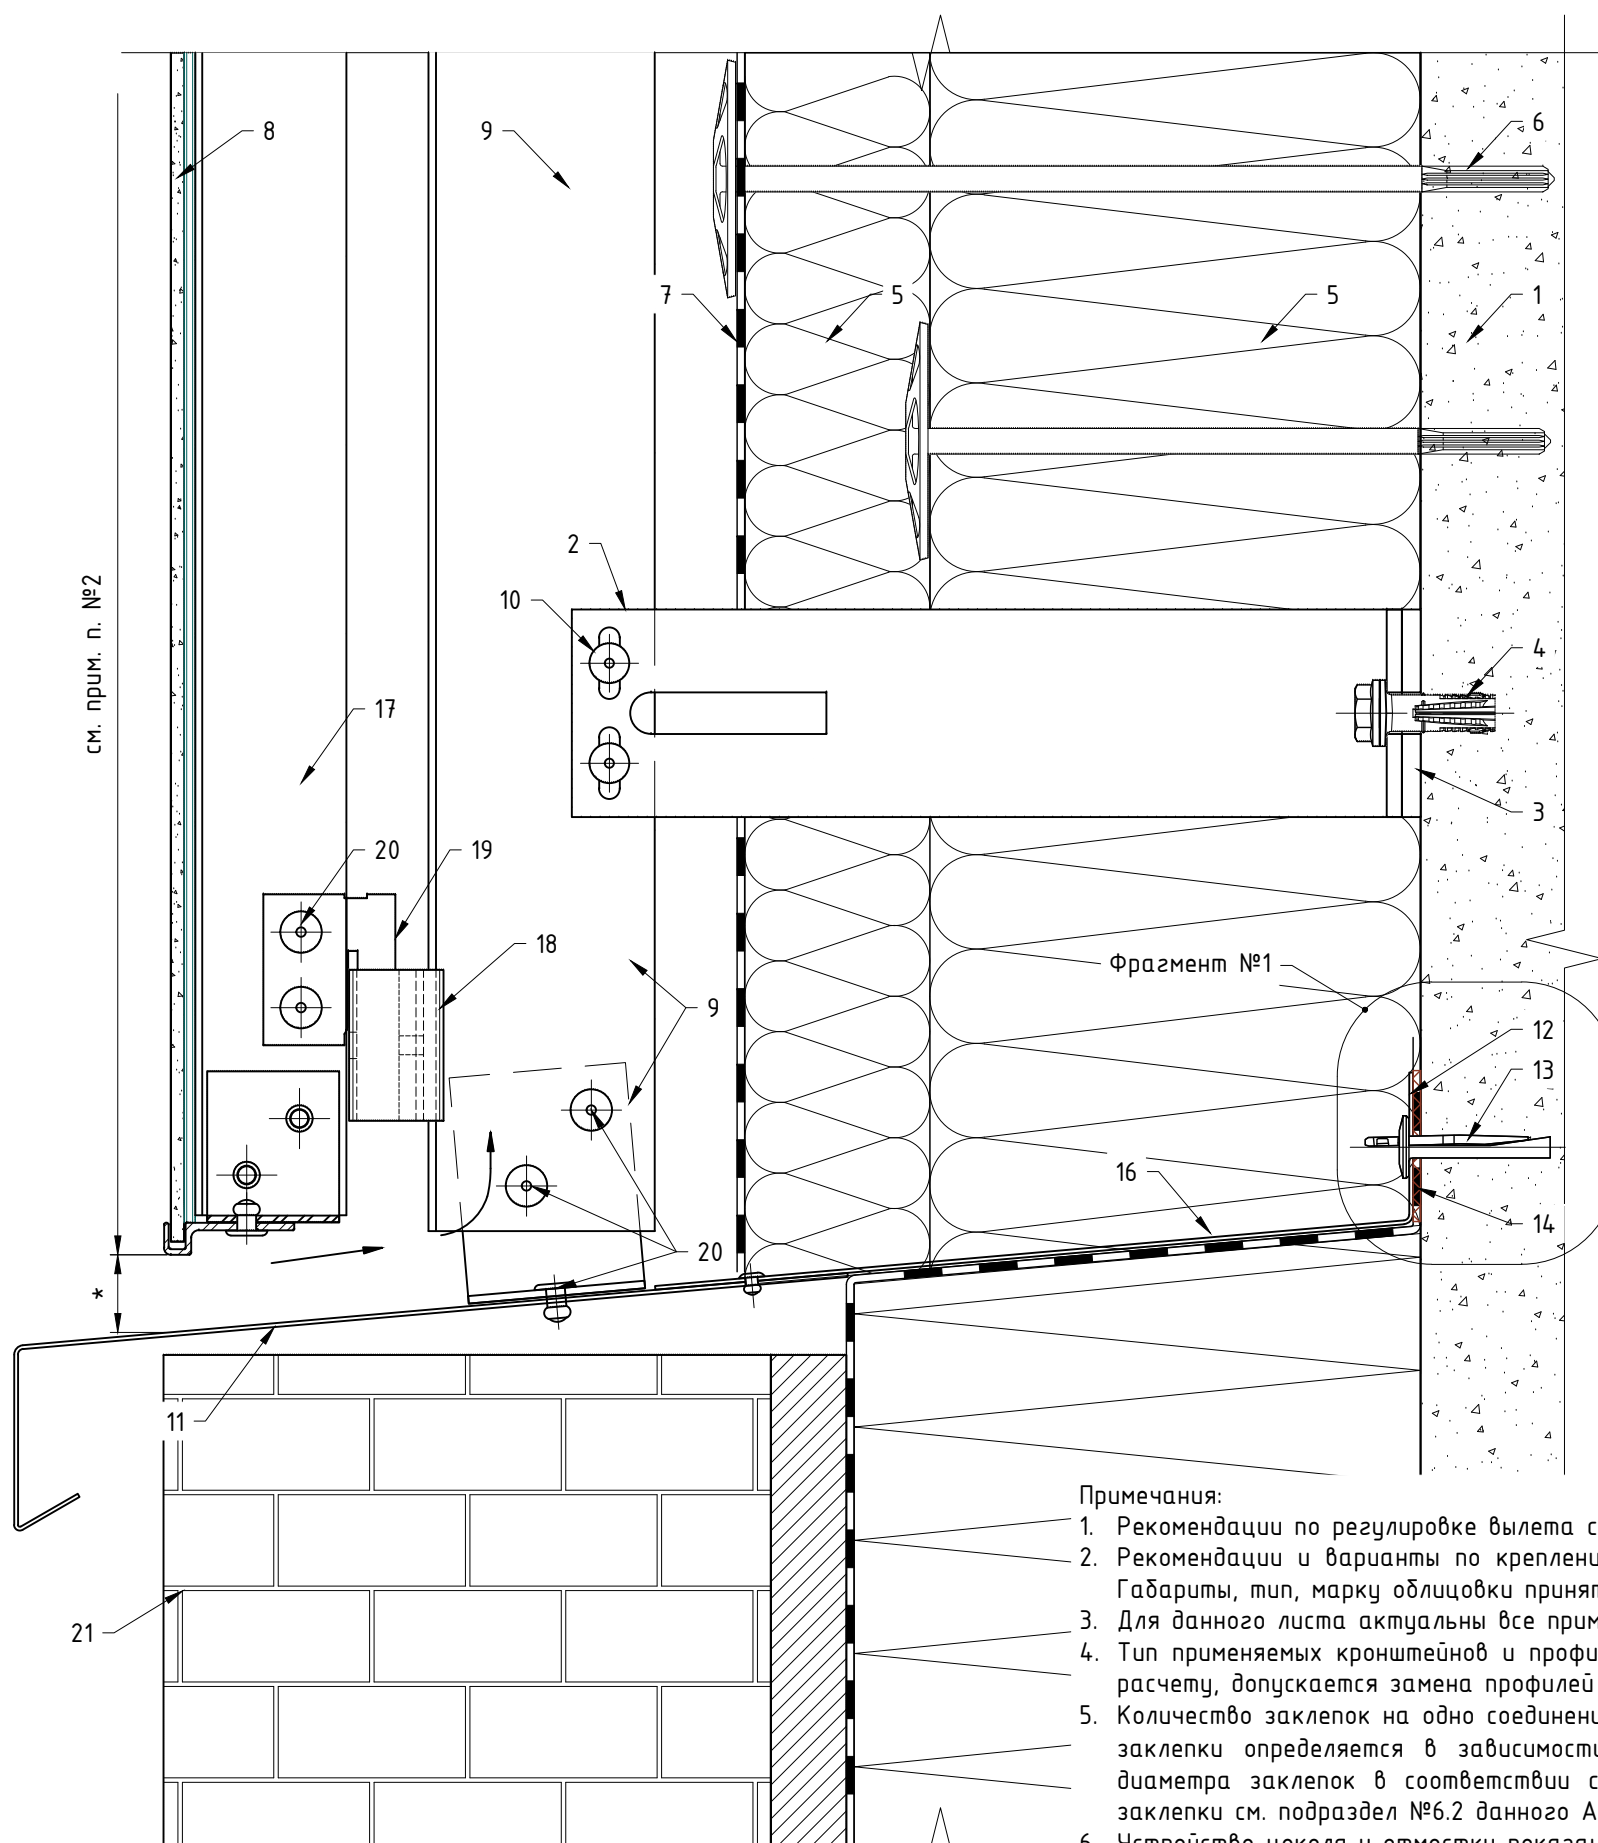 8
9
6
7
5
5
1
2
10
4
см. прим. п. №2
17
3
20
19
18
Фрагмент №1
9
12
13
16
14
20
*
11
21
Примечания:
1. Рекомендации по регулировке вылета с
2. Рекомендации и варианты по креплени
Габариты, тип, марку облицовки принят
3. Для данного листа актуальны все прим
4. Тип применяемых кронштейнов и профи
расчету, допускается замена профилей
5. Количество заклепок на одно соединени
заклепки определяется в зависимости
диаметра заклепок в соответствии с
заклепки см. подраздел №6.2 данного А